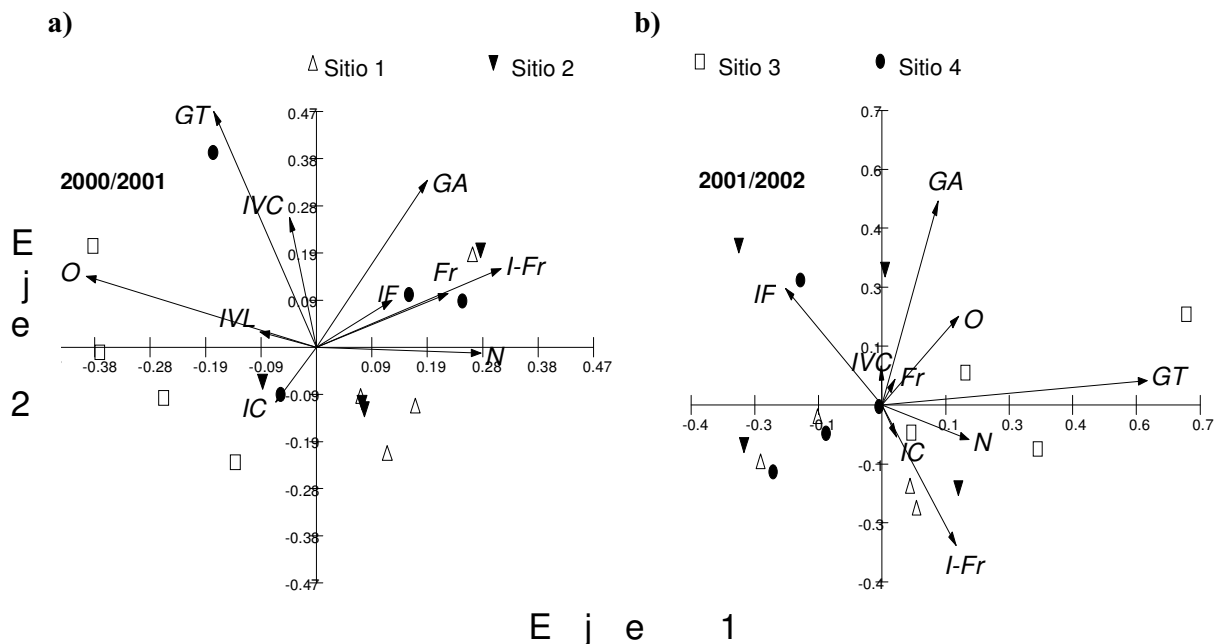 a)
b)
Sitio 1
Sitio 2
Sitio 3
Sitio 4
2000/2001
0.47
0.38
0.28
0.19
0.09
-0.09
-0.19
-0.28
-0.38
-0.47
-0.38
-0.28
-0.19
-0.09
0.09
0.19
0.28
0.38
0.47
GT
IVC
GA
O
IVL
IF
Fr
I-Fr
N
IC
2001/2002
0.7
0.6
0.4
0.3
0.1
-0.1
-0.3
-0.4
-0.4
-0.3
-0.1
0.1
0.3
0.4
0.6
0.7
GA
IF
O
IVC
Fr
GT
N
IC
I-Fr
Eje 2
Eje 1